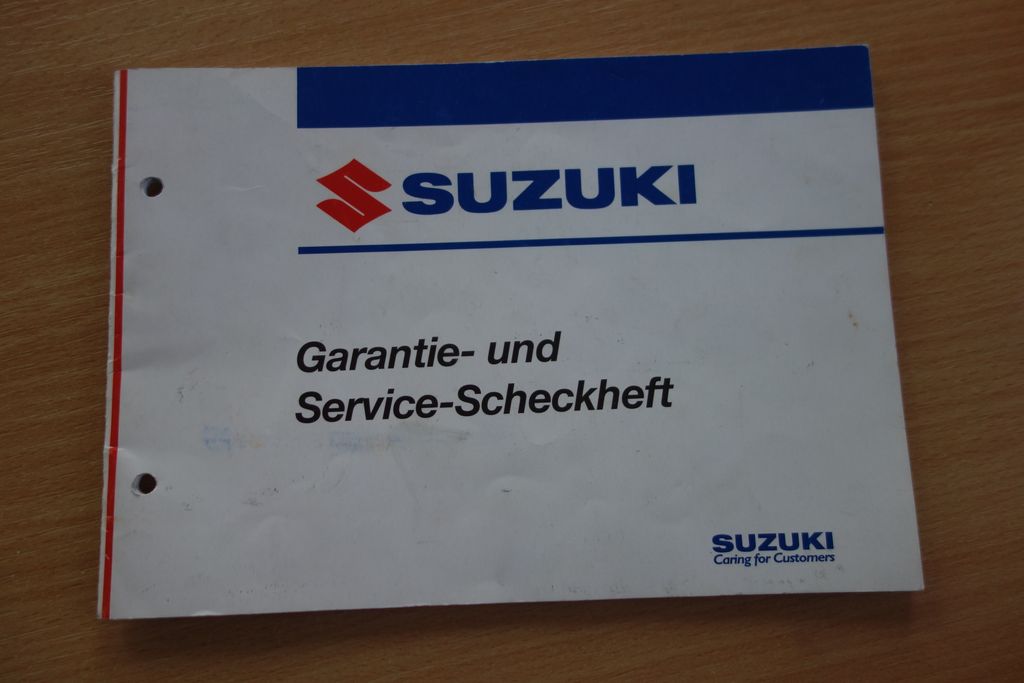 SUZUKI
Garantie- und
Service-Scheckheft
SUZUKI
Caring for Customers